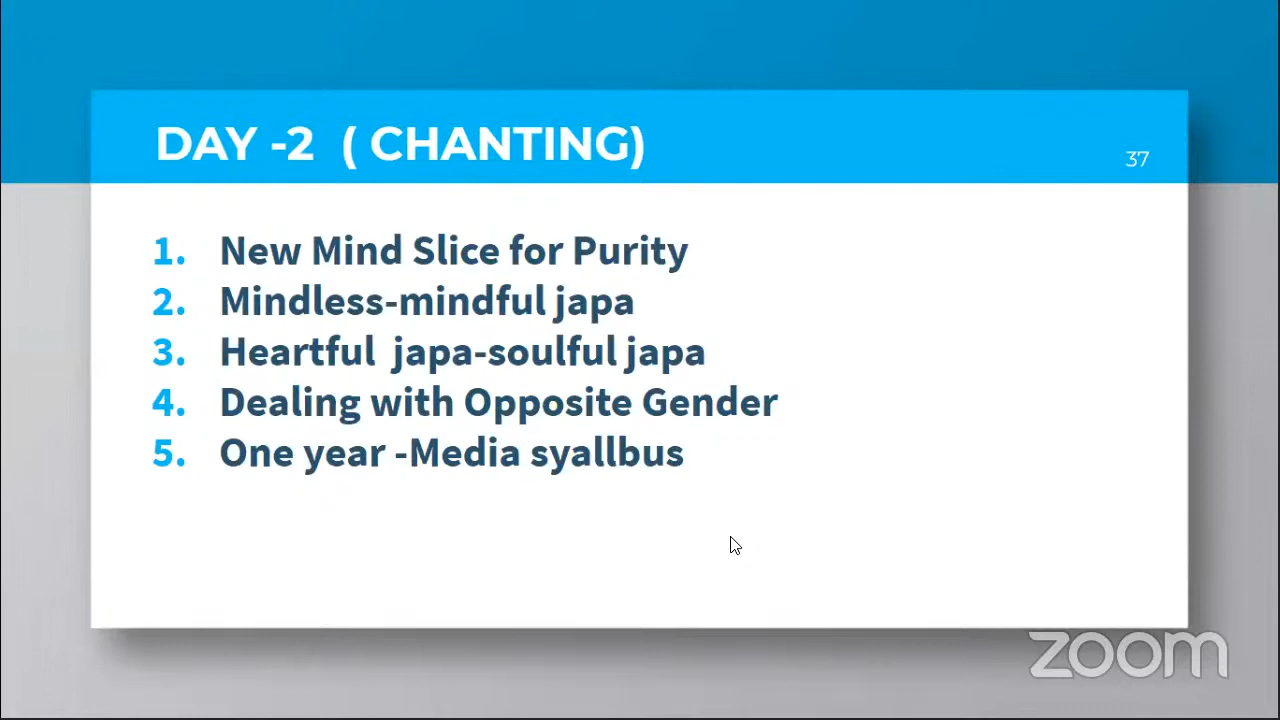 DAY -2 ( CHANTING)
37
1. New Mind Slice for Purity
2. Mindless-mindful japa
3. Heartful japa-soulful japa
4. Dealing with Opposite Gender
5. One year -Media syallbus
zoom